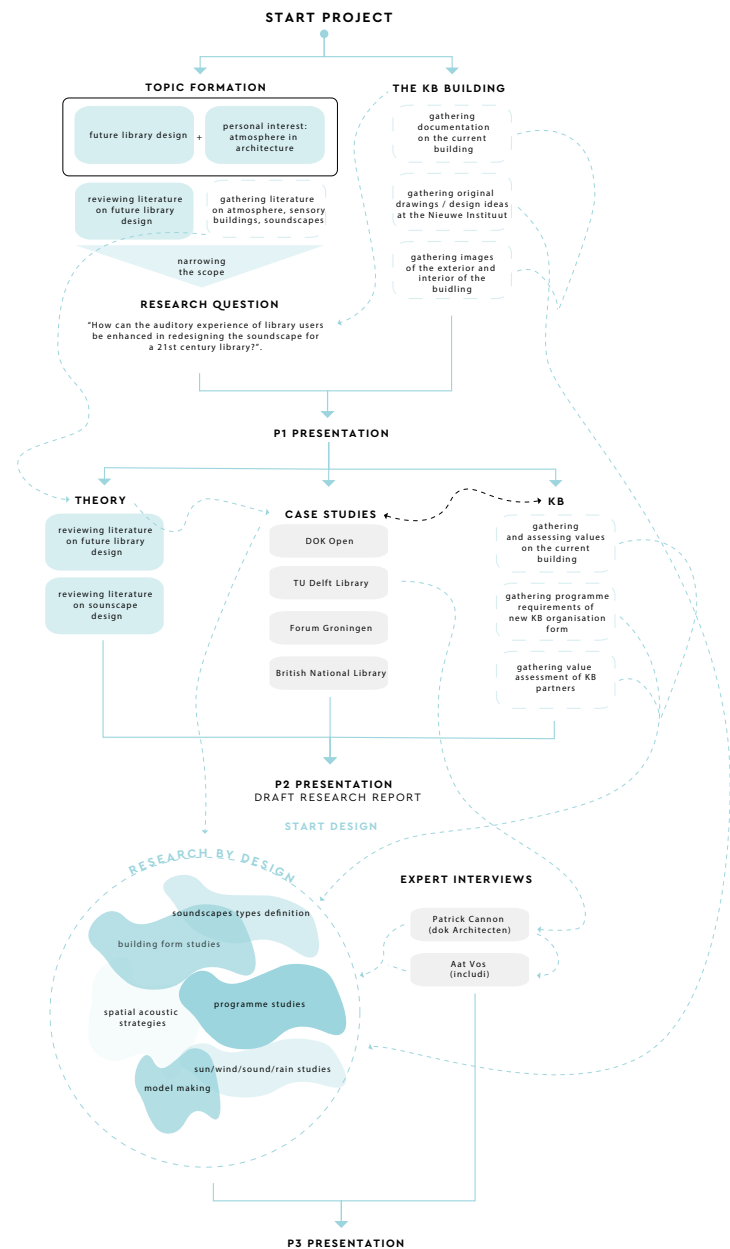 START PROJECT
TOPIC FORMATION
future library design
+
personal interest:
atmosphere in
architecture
reviewing literature
on future library
design
gathering literature
on atmosphere, sensory
buildings, soundscapes
narrowing
the scope
RESEARCH QUESTION
"How can the auditory experience of library users
be enhanced in redesigning the soundscape for
a 21st century library?".
THE KB BUILDING
gathering
documentation
on the current
building
gathering original
drawings / design ideas
at the Nieuwe Instituut
gathering images
of the exterior and
interior of the
buidling
P1 PRESENTATION
THEORY
reviewing literature
on future library
design
reviewing literature
on sounscape
design
CASE STUDIES
DOK Open
TU Delft Library
Forum Groningen
British National Library
KB
gathering
and assessing values
on the current
building
gathering programme
requirements of
new KB organisation
form
gathering value
assessment of KB
partners
P2 PRESENTATION
DRAFT RESEARCH REPORT
START DESIGN
RESEARCH BY DESIGN
soundscapes types definition
building form studies
programme studies
spatial acoustic
strategies
sun/wind/sound/rain studies
model making
EXPERT INTERVIEWS
Patrick Cannon
(dok Architecten)
Aat Vos
(includi)
P3 PRESENTATION